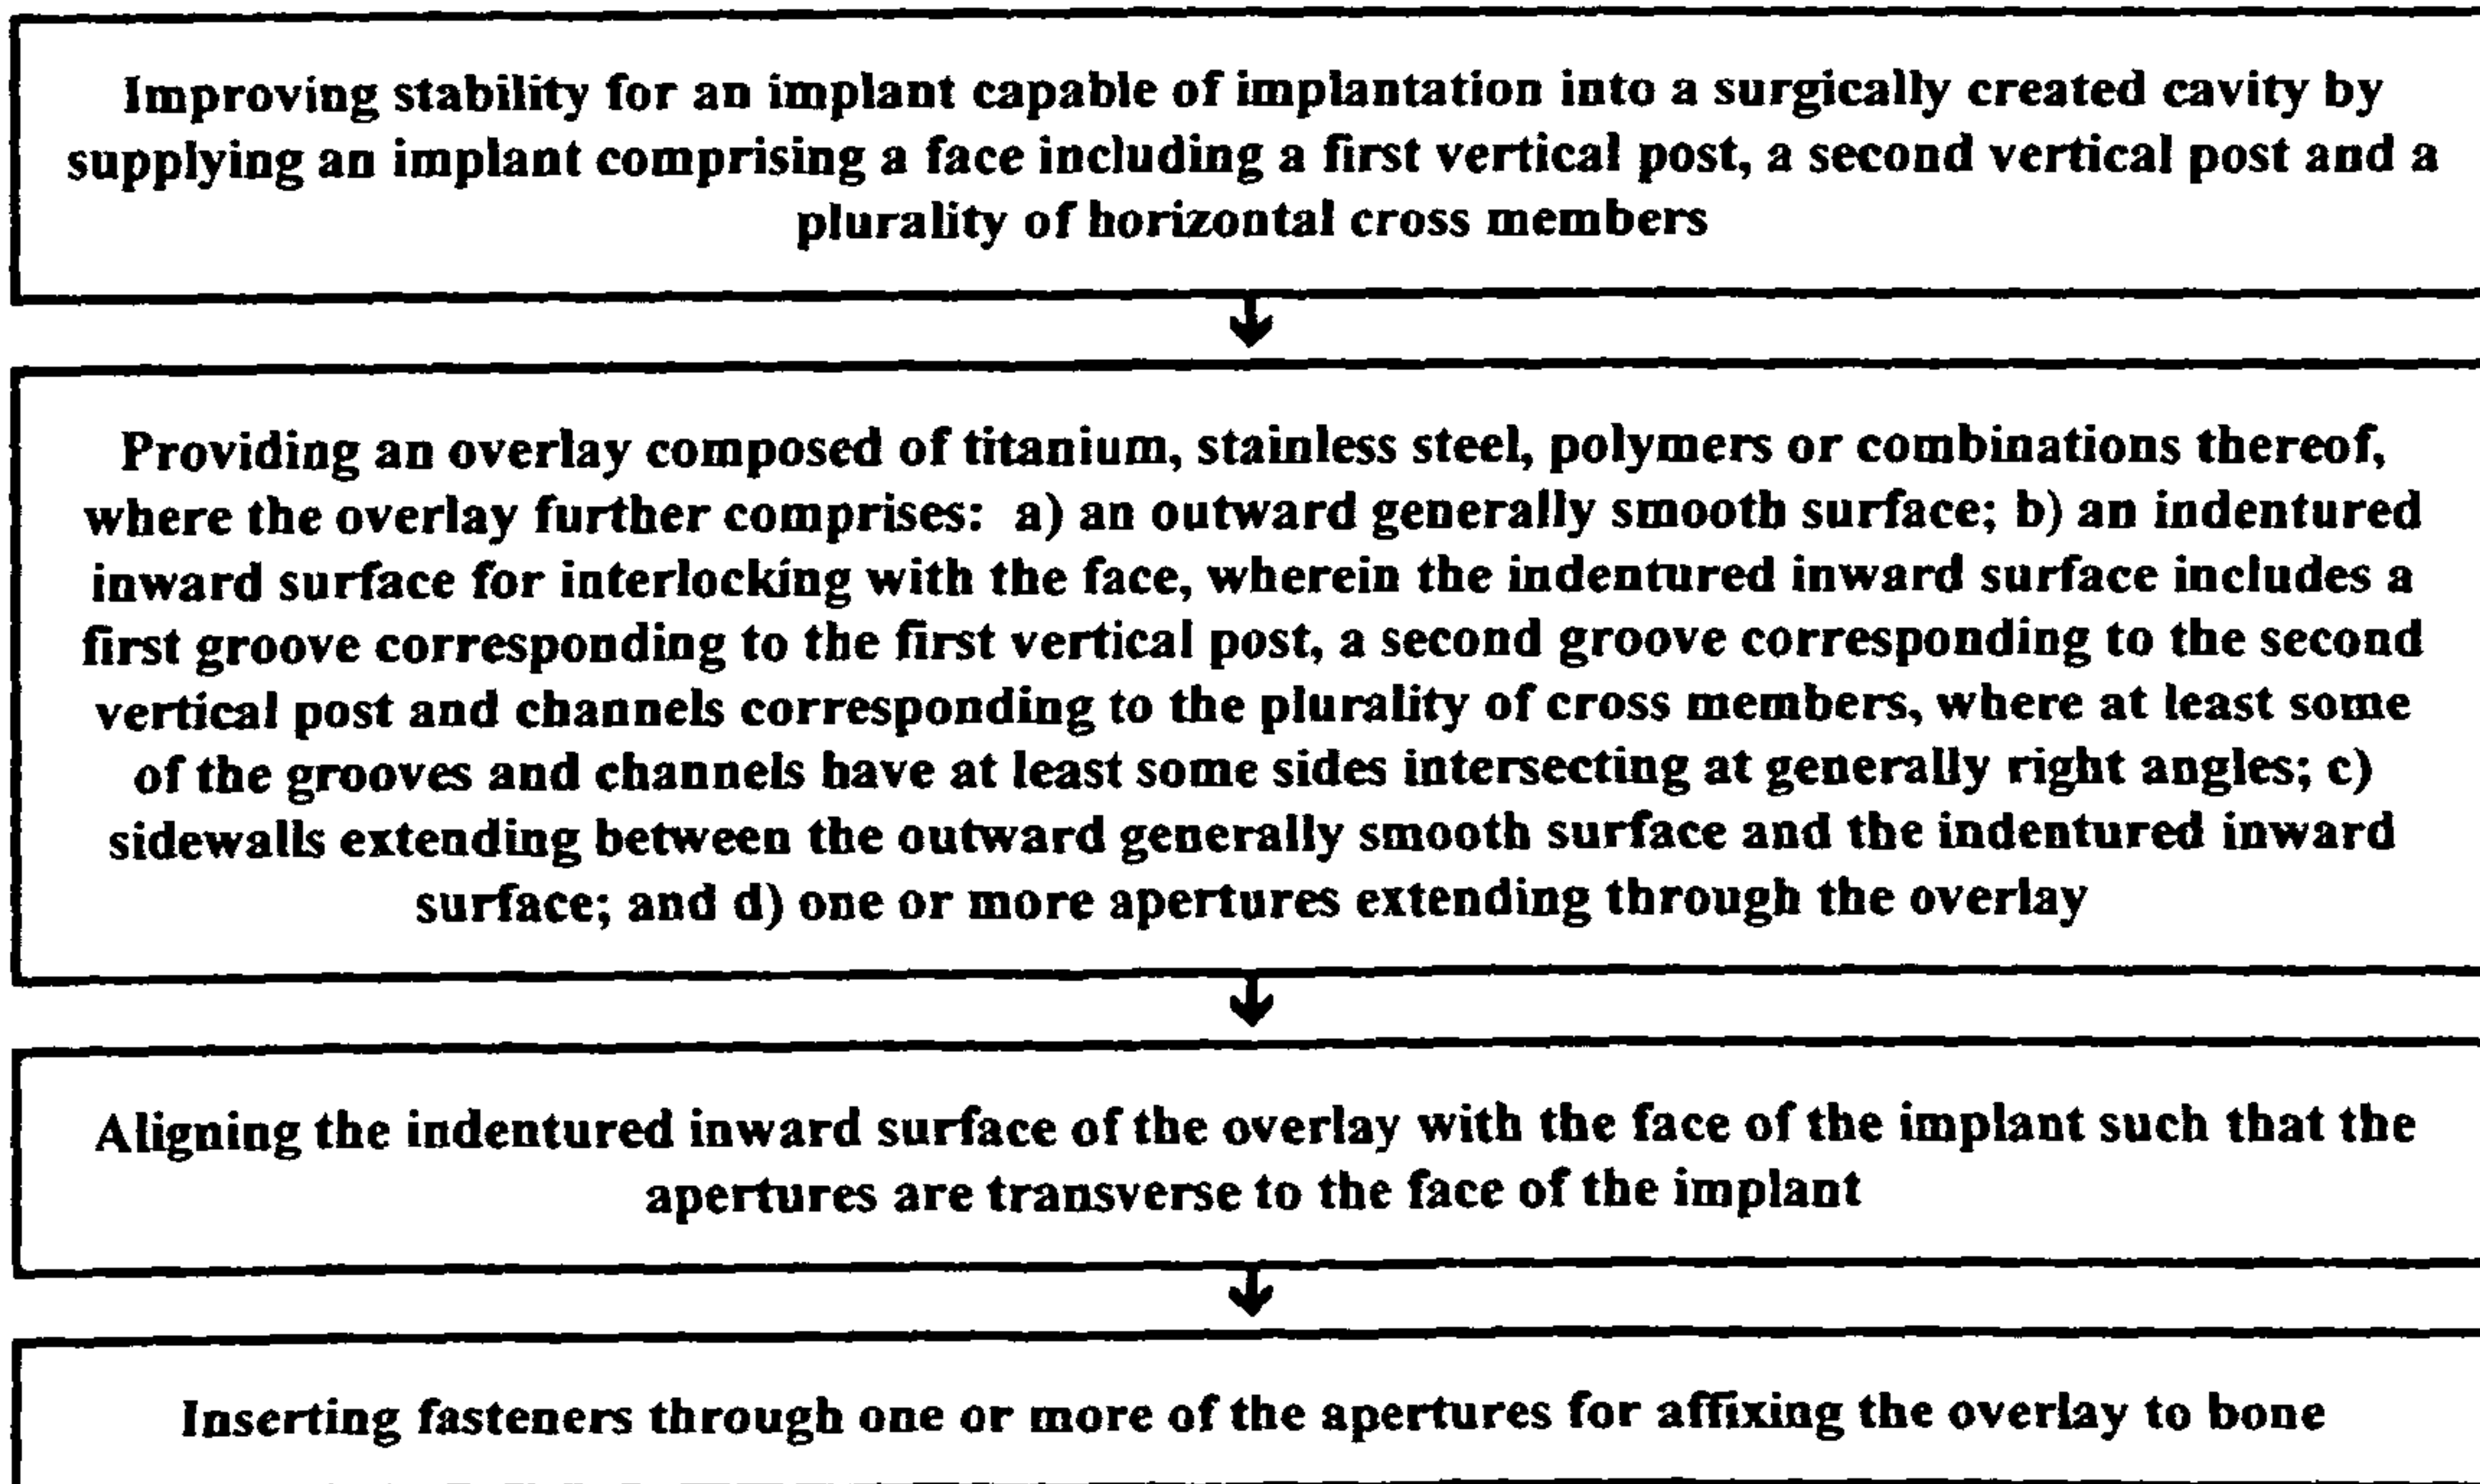 Improving stability for an implant capable of implantation into a surgically created cavity by
supplying an implant comprising a face including a first vertical post, a second vertical post and a
plurality of horizontal cross members
Providing an overlay composed of titanium, stainless steel, polymers or combinations thereof,
where the overlay further comprises: a) an outward generally smooth surface; b) an indentured
inward surface for interlocking with the face, wherein the indentured inward surface includes a
first groove corresponding to the first vertical post, a second groove corresponding to the second
vertical post and channels corresponding to the plurality of cross members, where at least some
of the grooves and channels have at least some sides intersecting at generally right angles; c)
sidewalls extending between the outward generally smooth surface and the indentured inward
surface; and d) one or more apertures extending through the overlay
Aligning the indentured inward surface of the overlay with the face of the implant such that the
apertures are transverse to the face of the implant
Inserting fasteners through one or more of the apertures for affixing the overlay to bone